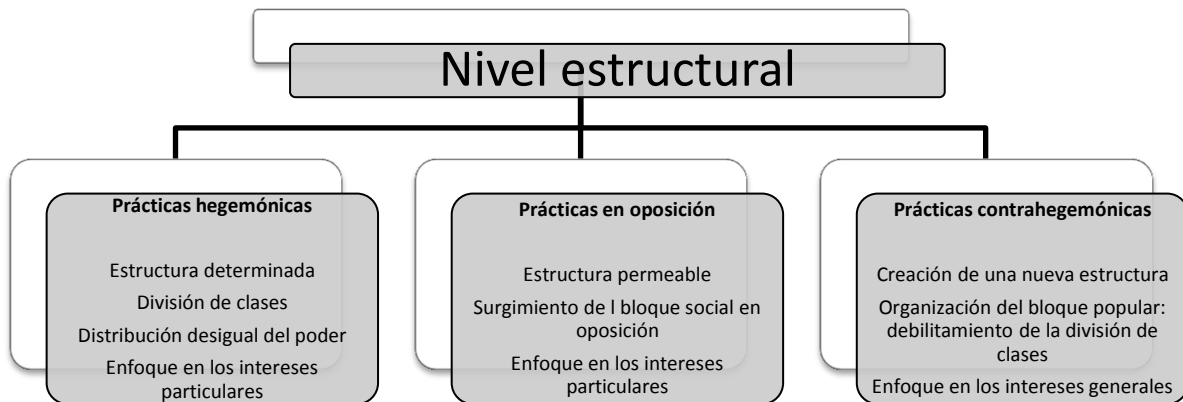 Nivel estructural
Prácticas hegemónicas
Estructura determinada
División de clases
Distribución desigual del poder
Enfoque en los intereses
particulares
Prácticas en oposición
Estructura permeable
Surgimiento de l bloque social en
oposición
Enfoque en los intereses
particulares
Prácticas contrahegemónicas
Creación de una nueva estructura
Organización del bloque popular:
debilitamiento de la división de
clases
Enfoque en los intereses generales